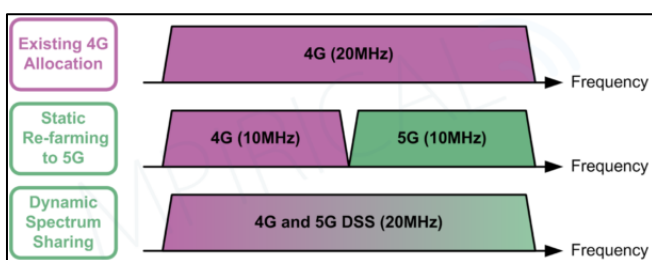 Existing 4G
Allocation
4G (20MHz)
Frequency
Static
Re-farming
to 5G
4G (10MHz)
5G (10MHz)
Frequency
Dynamic
Spectrum
Sharing
4G and 5G DSS (20MHz)
Frequency
MPIRICAL